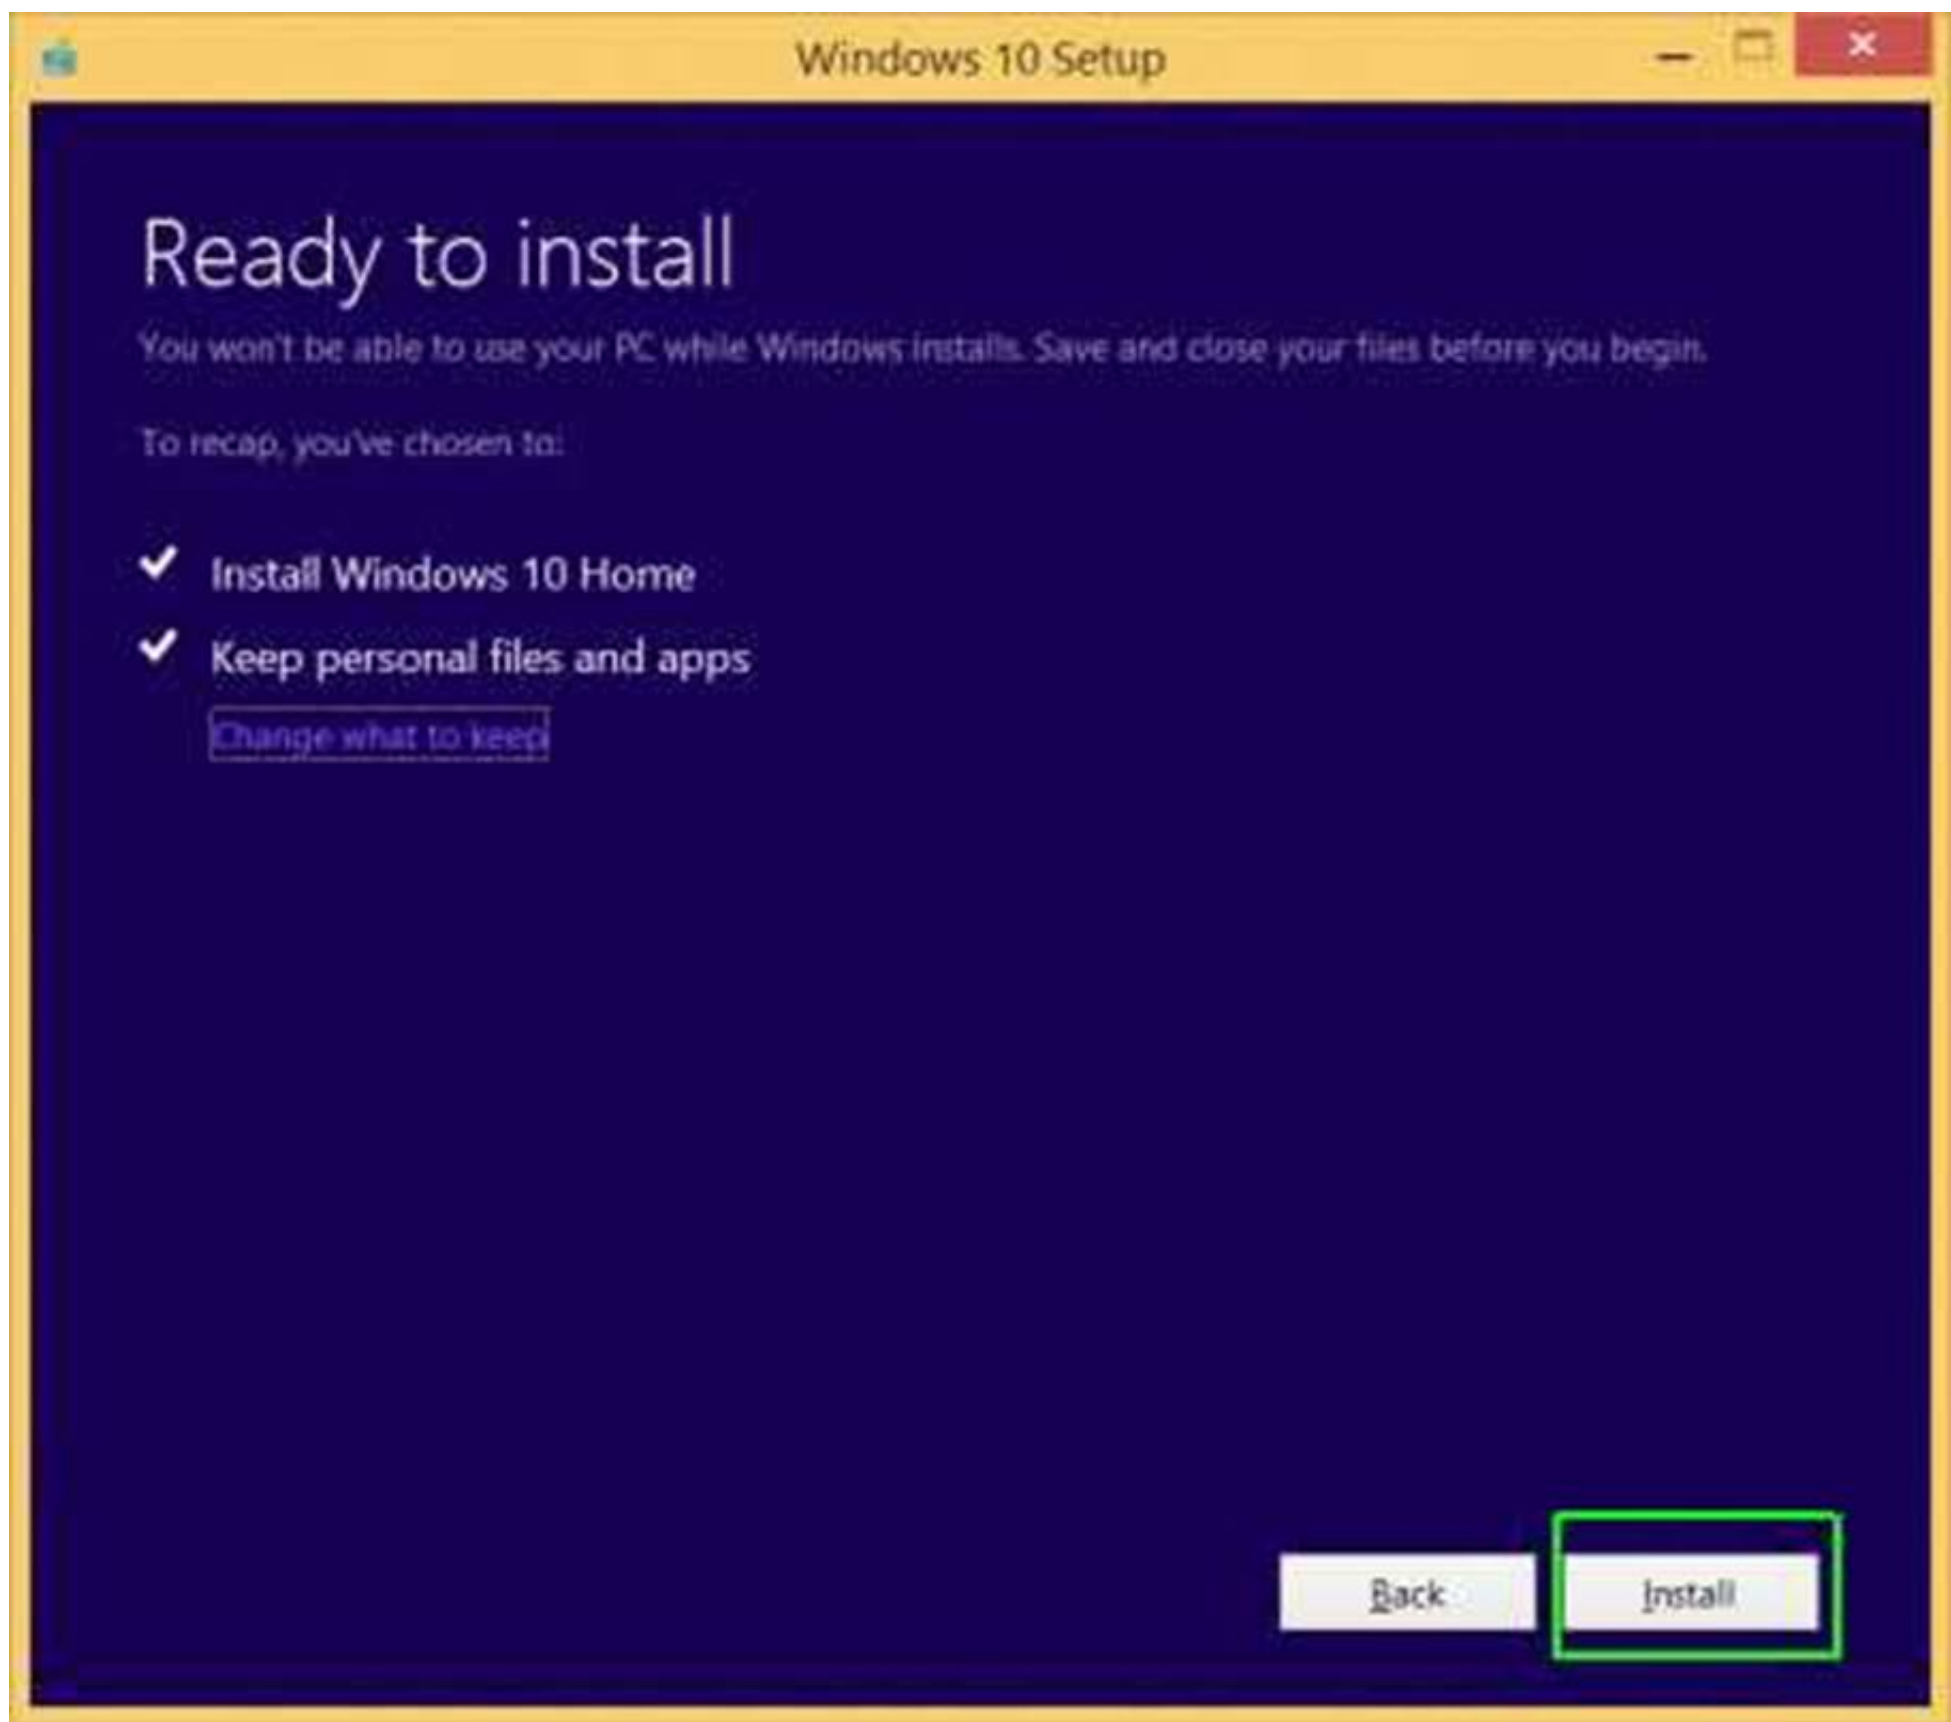 Windows 10 Setup
Ready to install
You won't be able to use your PC while Windows installs. Save and close your files before you begin.
To recap, you've chosen to:
Install Windows 10 Home
Keep personal files and apps
Change what to keep
Back
Install